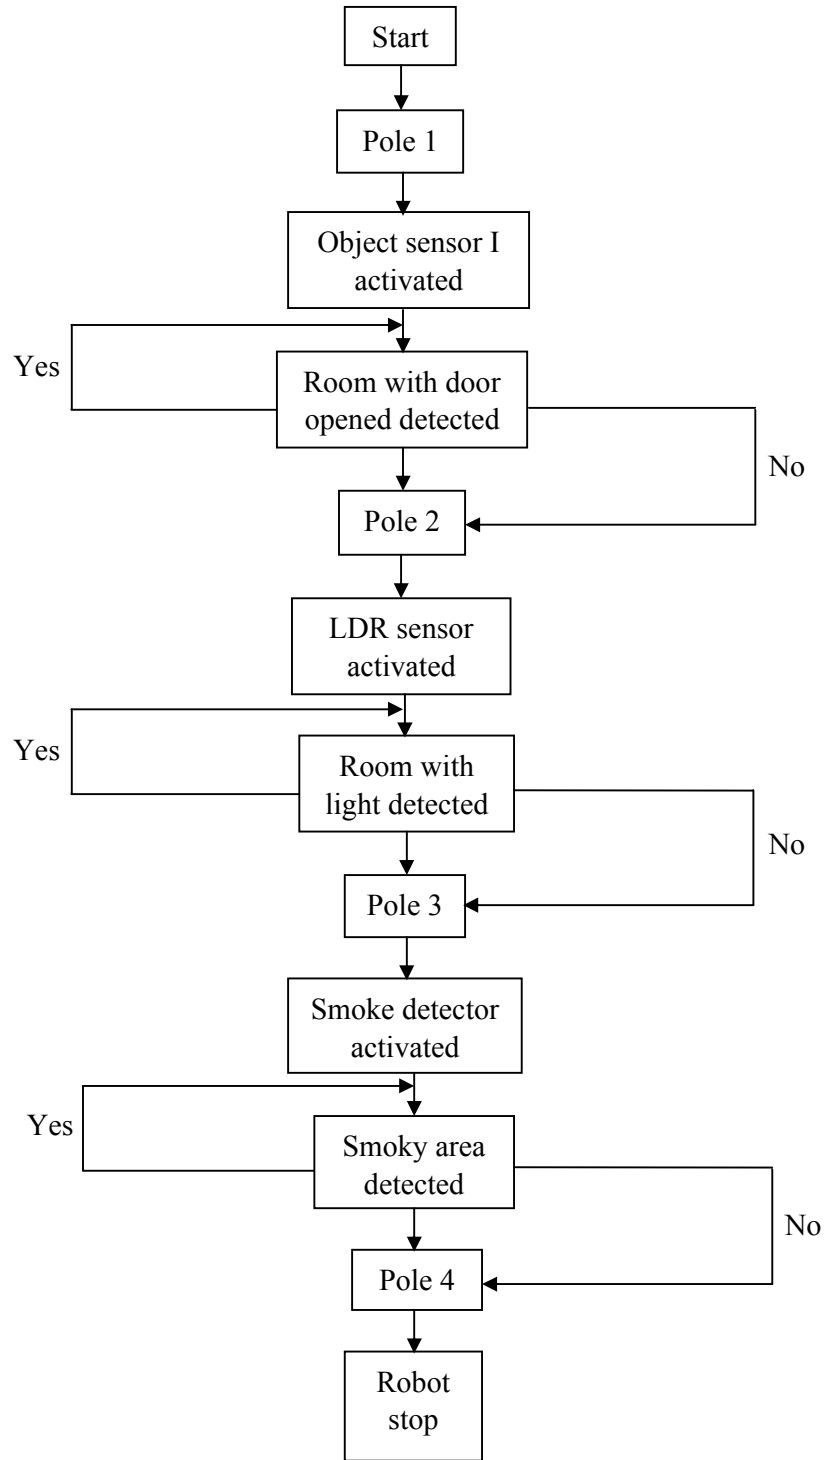 Start
Pole 1
Object sensor I
activated
Yes
Room with door
opened detected
No
Pole 2
LDR sensor
activated
Yes
Room with
light detected
No
Pole 3
Smoke detector
activated
Yes
Smoky area
detected
No
Pole 4
Robot
stop